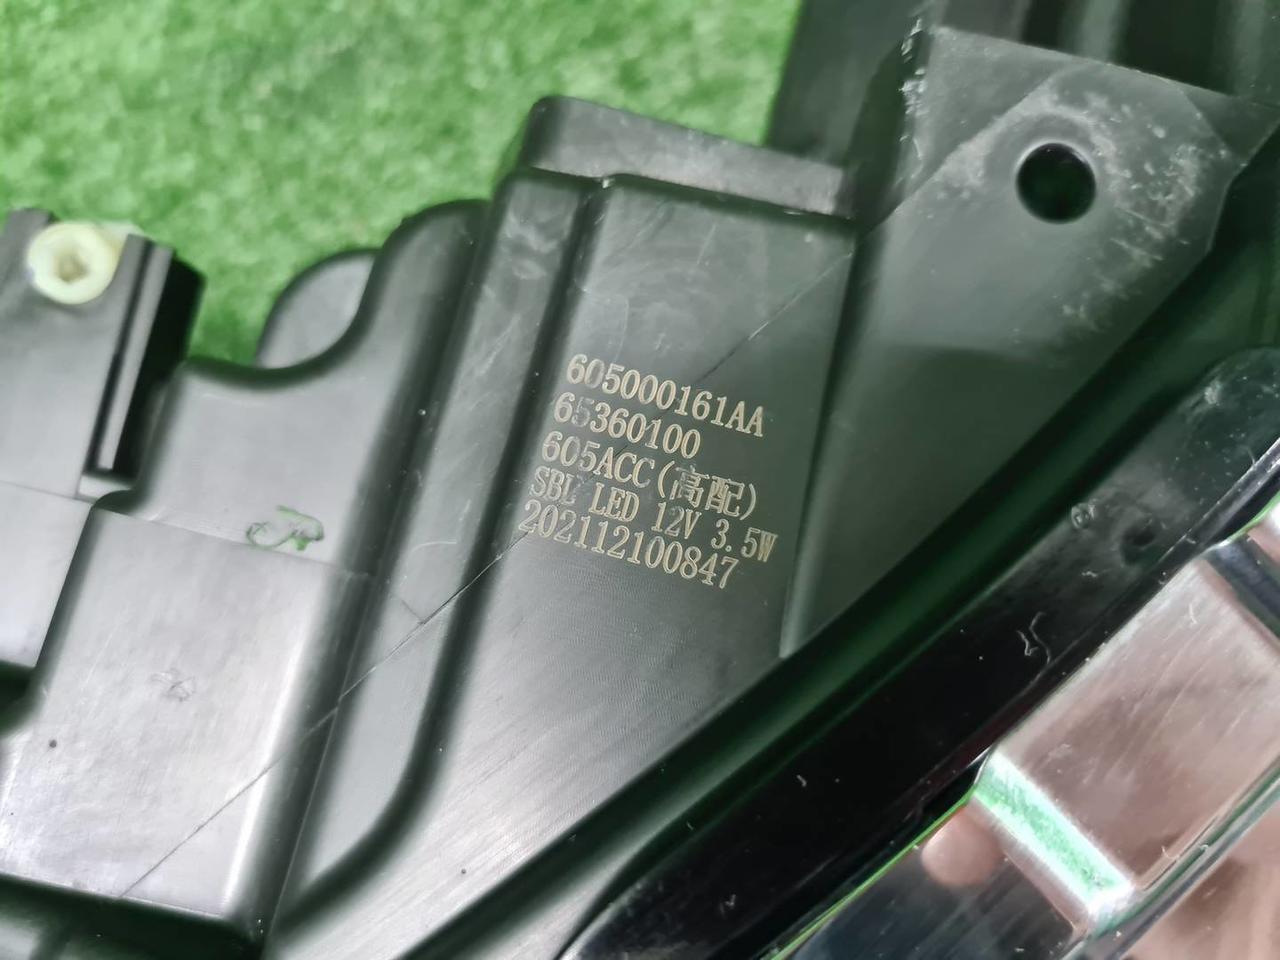 605000161AA
65360100
605ACC(高配)
SBL LED 12V 3.5W
202112100847